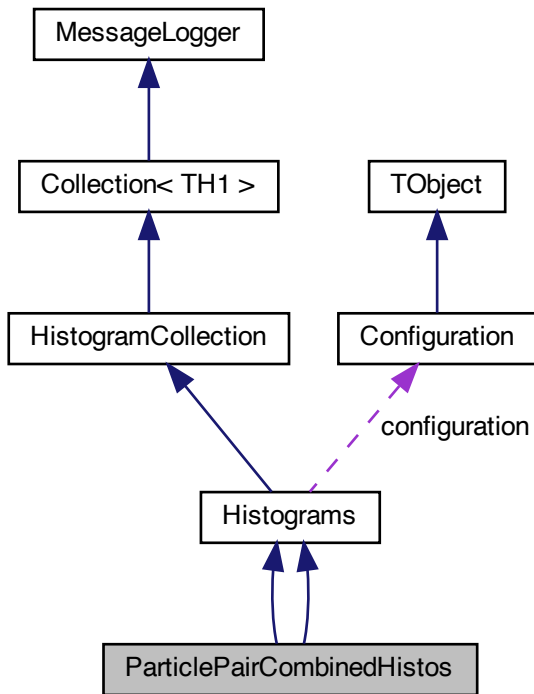 MessageLogger
Collection< TH1 >
TObject
HistogramCollection
Configuration
configuration
Histograms
ParticlePairCombinedHistos